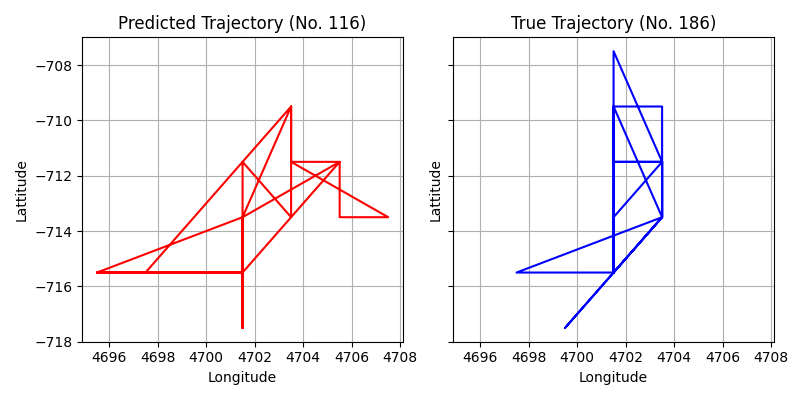 Predicted Trajectory (No. 116)
True Trajectory (No. 186)
Lattitude
−708
−710
−712
−714
−716
−718
4696 4698 4700 4702 4704 4706 4708
Longitude
Lattitude
4696 4698 4700 4702 4704 4706 4708
Longitude